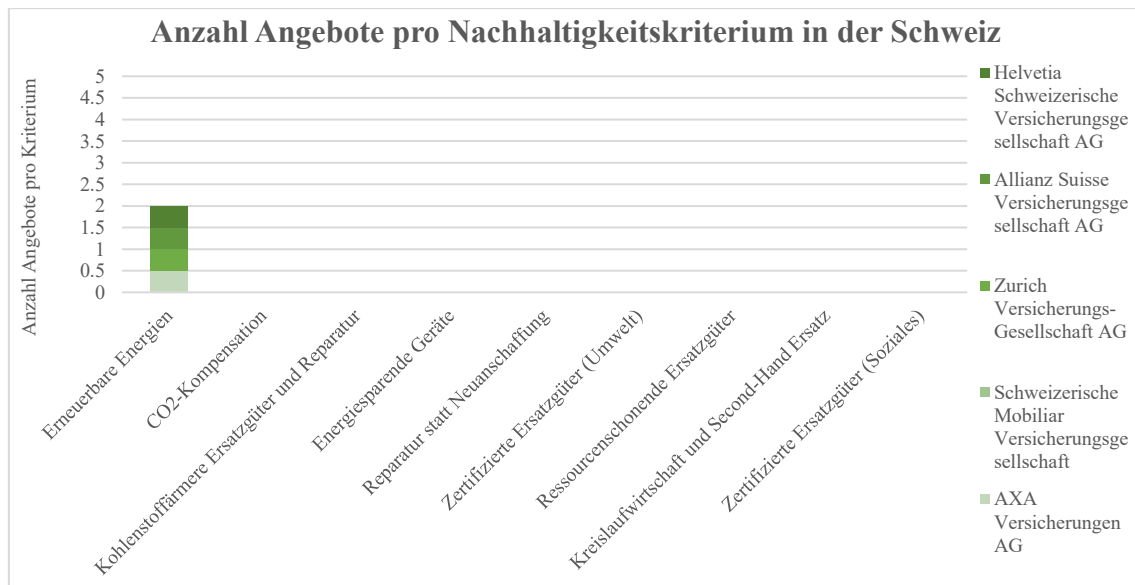 Anzahl Angebote pro Nachhaltigkeitskriterium in der Schweiz
Anzahl Angebote pro Kriterium
5
4.5
4
3.5
3
2.5
2
1.5
1
0.5
0
Erneuerbare Energien
CO2-Kompensation
Kohlenstoffärmere Ersatzgüter und Reparatur
Energiesparende Geräte
Reparatur statt Neuanschaffung
Zertifizierte Ersatzgüter (Umwelt)
Ressourcenschonende Ersatzgüter
Kreislaufwirtschaft und Second-Hand Ersatz
Zertifizierte Ersatzgüter (Soziales)
Helvetia
Schweizerische
Versicherungsge
sellschaft AG
Allianz Suisse
Versicherungsge
sellschaft AG
Zurich
Versicherungs-
Gesellschaft AG
Schweizerische
Mobiliar
Versicherungsge
sellschaft
AXA
Versicherungen
AG